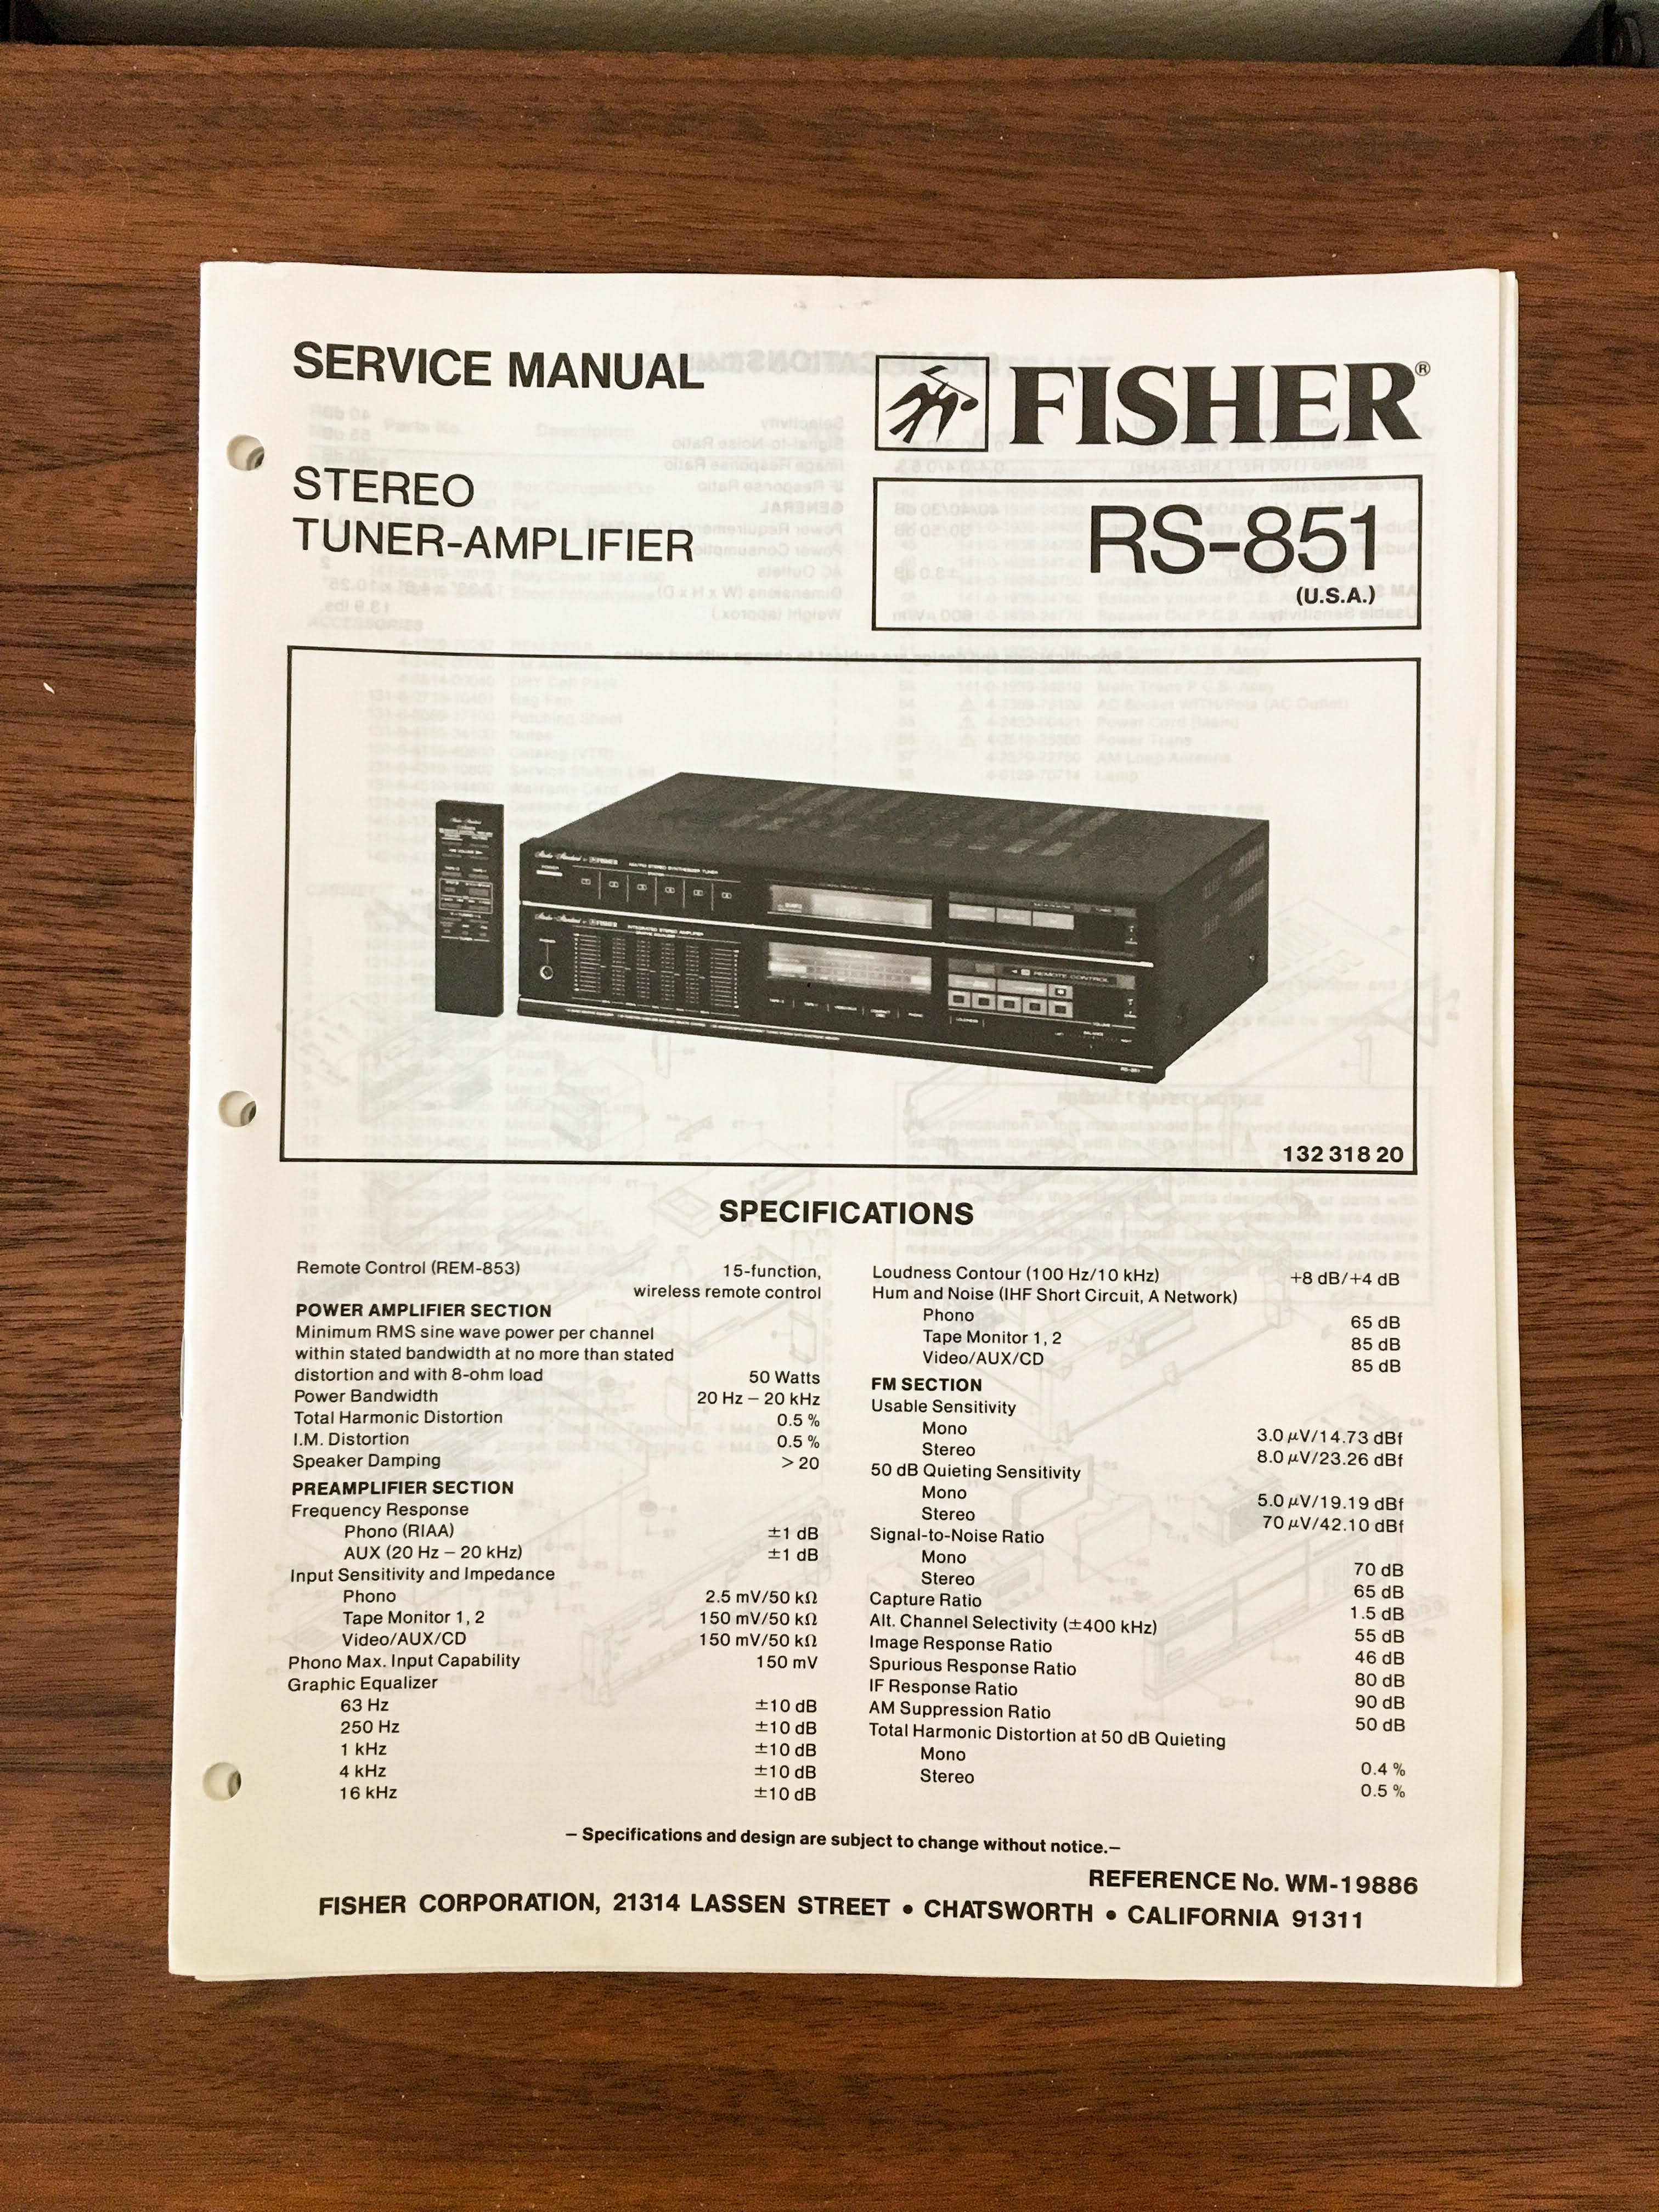 SERVICE MANUAL
FISHER®
STEREO
TUNER-AMPLIFIER
RS-851
(U.S.A.)
132 318 20
SPECIFICATIONS
Remote Control (REM-853) 15-function,
wireless remote control
POWER AMPLIFIER SECTION
Minimum RMS sine wave power per channel
within stated bandwidth at no more than stated
distortion and with 8-ohm load 50 Watts
Power Bandwidth 20 Hz – 20 kHz
Total Harmonic Distortion 0.5 %
I.M. Distortion 0.5 %
Speaker Damping > 20
PREAMPLIFIER SECTION
Frequency Response
Phono (RIAA) ±1 dB
AUX (20 Hz – 20 kHz) ±1 dB
Input Sensitivity and Impedance
Phono 2.5 mV/50 kΩ
Tape Monitor 1, 2 150 mV/50 kΩ
Video/AUX/CD 150 mV/50 kΩ
Phono Max. Input Capability 150 mV
Graphic Equalizer
63 Hz ±10 dB
250 Hz ±10 dB
1 kHz ±10 dB
4 kHz ±10 dB
16 kHz ±10 dB
Loudness Contour (100 Hz/10 kHz) +8 dB/+4 dB
Hum and Noise (IHF Short Circuit, A Network)
Phono 65 dB
Tape Monitor 1, 2 85 dB
Video/AUX/CD 85 dB
FM SECTION
Usable Sensitivity
Mono 3.0 μV/14.73 dBf
Stereo 8.0 μV/23.26 dBf
50 dB Quieting Sensitivity
Mono 5.0 μV/19.19 dBf
Stereo 70 μV/42.10 dBf
Signal-to-Noise Ratio
Mono 70 dB
Stereo 65 dB
Capture Ratio 1.5 dB
Alt. Channel Selectivity (±400 kHz) 55 dB
Image Response Ratio 46 dB
Spurious Response Ratio 80 dB
IF Response Ratio 90 dB
AM Suppression Ratio 50 dB
Total Harmonic Distortion at 50 dB Quieting
Mono 0.4 %
Stereo 0.5 %
– Specifications and design are subject to change without notice.–
REFERENCE No. WM-19886
FISHER CORPORATION, 21314 LASSEN STREET • CHATSWORTH • CALIFORNIA 91311